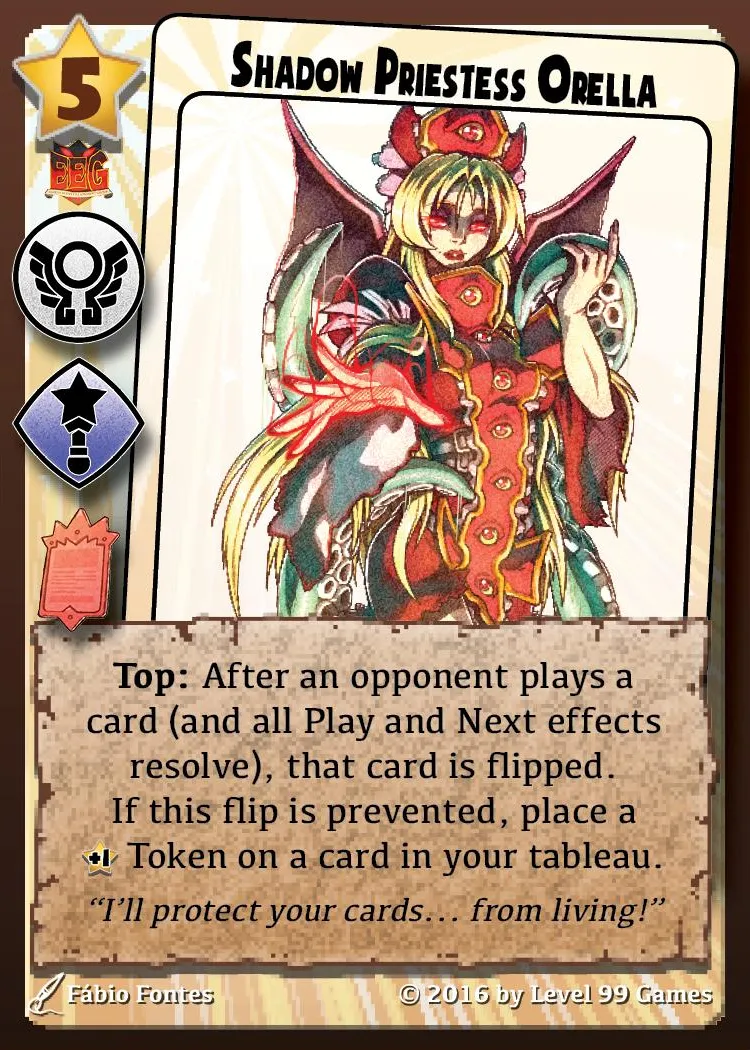 5
SHADOW PRIESTESS ORELLA
EEG
Top: After an opponent plays a
card (and all Play and Next effects
resolve), that card is flipped.
If this flip is prevented, place a
+1 Token on a card in your tableau.
“I’ll protect your cards... from living!”
Fábio Fontes
© 2016 by Level 99 Games